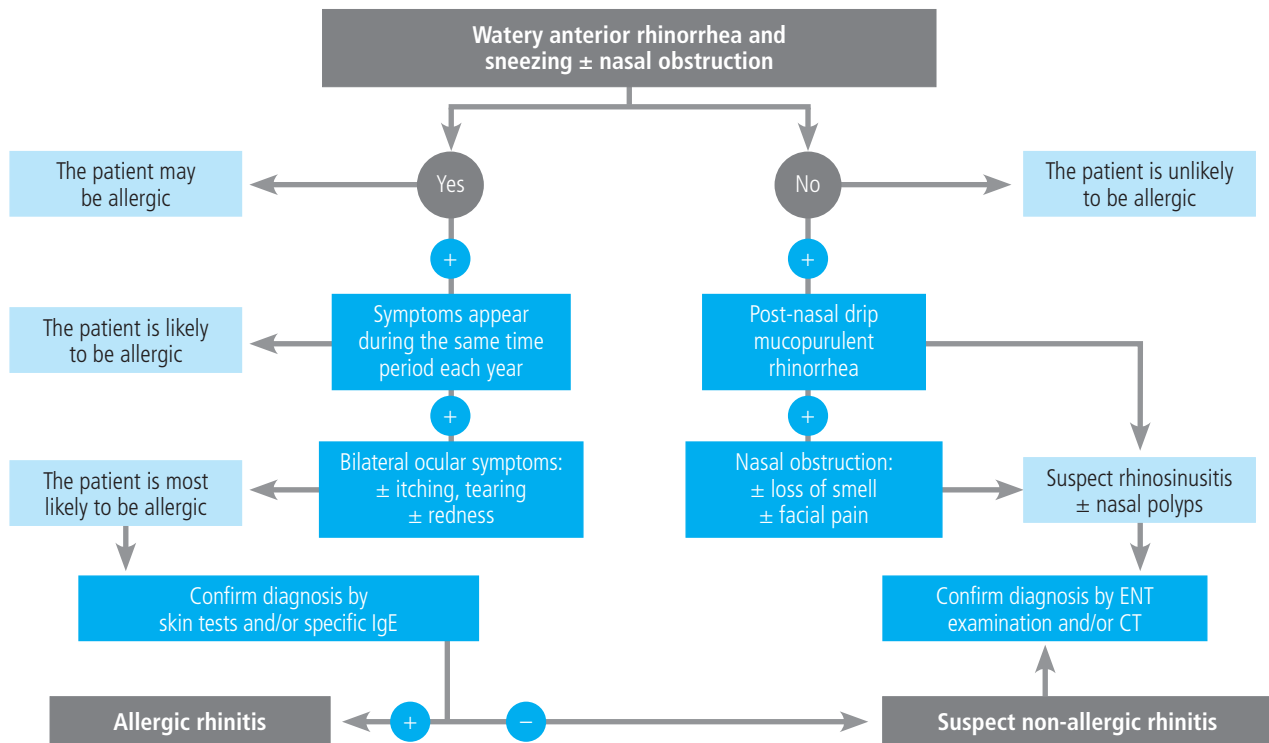 Watery anterior rhinorrhea and
sneezing ± nasal obstruction
The patient may
be allergic
Yes
No
The patient is unlikely
to be allergic
+
+
The patient is likely
to be allergic
Symptoms appear
during the same time
period each year
Post-nasal drip
mucopurulent
rhinorrhea
+
+
The patient is most
likely to be allergic
Bilateral ocular symptoms:
± itching, tearing
± redness
Nasal obstruction:
± loss of smell
± facial pain
Suspect rhinosinusitis
± nasal polyps
Confirm diagnosis by
skin tests and/or specific IgE
Confirm diagnosis by ENT
examination and/or CT
Allergic rhinitis
+
−
Suspect non-allergic rhinitis